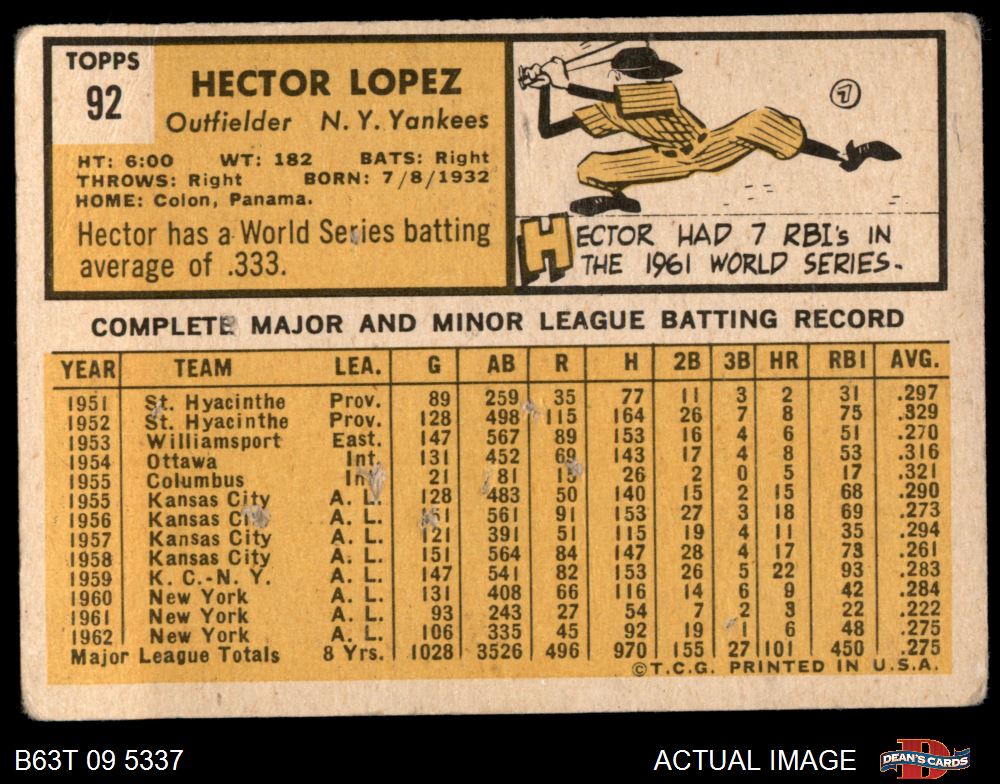 TOPPS
92
HECTOR LOPEZ
Outfielder N. Y. Yankees
HT: 6:00 WT: 182 BATS: Right
THROWS: Right BORN: 7/8/1932
HOME: Colon, Panama.
Hector has a World Series batting
average of .333.
7
HECTOR HAD 7 RBI's IN
THE 1961 WORLD SERIES.
COMPLETE MAJOR AND MINOR LEAGUE BATTING RECORD
YEAR TEAM LEA. G AB R H 2B 3B HR RBI AVG.
1951 St. Hyacinthe Prov. 89 259 35 77 11 3 2 31 .297
1952 St. Hyacinthe Prov. 128 498 115 164 26 7 8 75 .329
1953 Williamsport East. 147 567 89 153 16 4 6 51 .270
1954 Ottawa Int. 131 452 69 143 17 4 8 53 .316
1955 Columbus Int. 21 81 15 26 2 0 5 17 .321
1955 Kansas City A. L. 128 483 50 140 15 2 15 68 .290
1956 Kansas City A. L. 151 561 91 153 27 3 18 69 .273
1957 Kansas City A. L. 121 391 51 115 19 4 11 35 .294
1958 Kansas City A. L. 151 564 84 147 28 4 17 73 .261
1959 K. C.-N. Y. A. L. 147 541 82 153 26 5 22 93 .283
1960 New York A. L. 131 408 66 116 14 6 9 42 .284
1961 New York A. L. 93 243 27 54 7 2 3 22 .222
1962 New York A. L. 106 335 45 92 19 1 6 48 .275
Major League Totals 8 Yrs. 1028 3526 496 970 155 27 101 450 .275
©T.C.G. PRINTED IN U.S.A.
B63T 09 5337 ACTUAL IMAGE DEAN'S CARDS